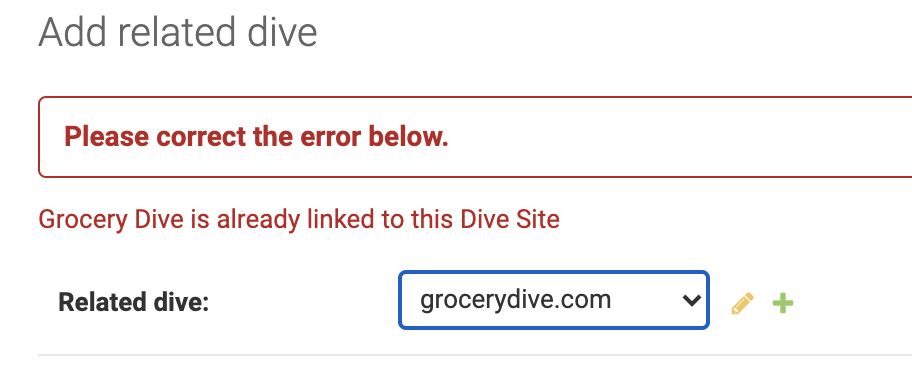 Add related dive
Please correct the error below.
Grocery Dive is already linked to this Dive Site
Related dive:
grocerydive.com